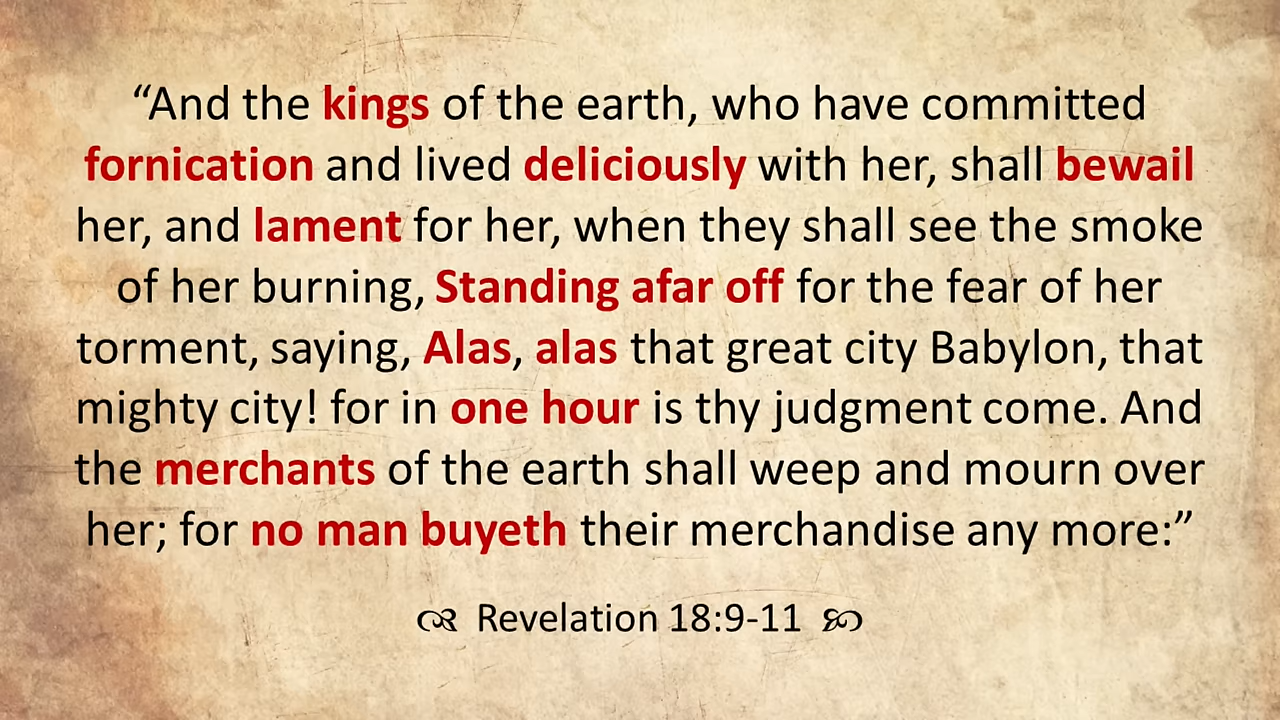 “And the kings of the earth, who have committed
fornication and lived deliciously with her, shall bewail
her, and lament for her, when they shall see the smoke
of her burning, Standing afar off for the fear of her
torment, saying, Alas, alas that great city Babylon, that
mighty city! for in one hour is thy judgment come. And
the merchants of the earth shall weep and mourn over
her; for no man buyeth their merchandise any more:”
Revelation 18:9-11